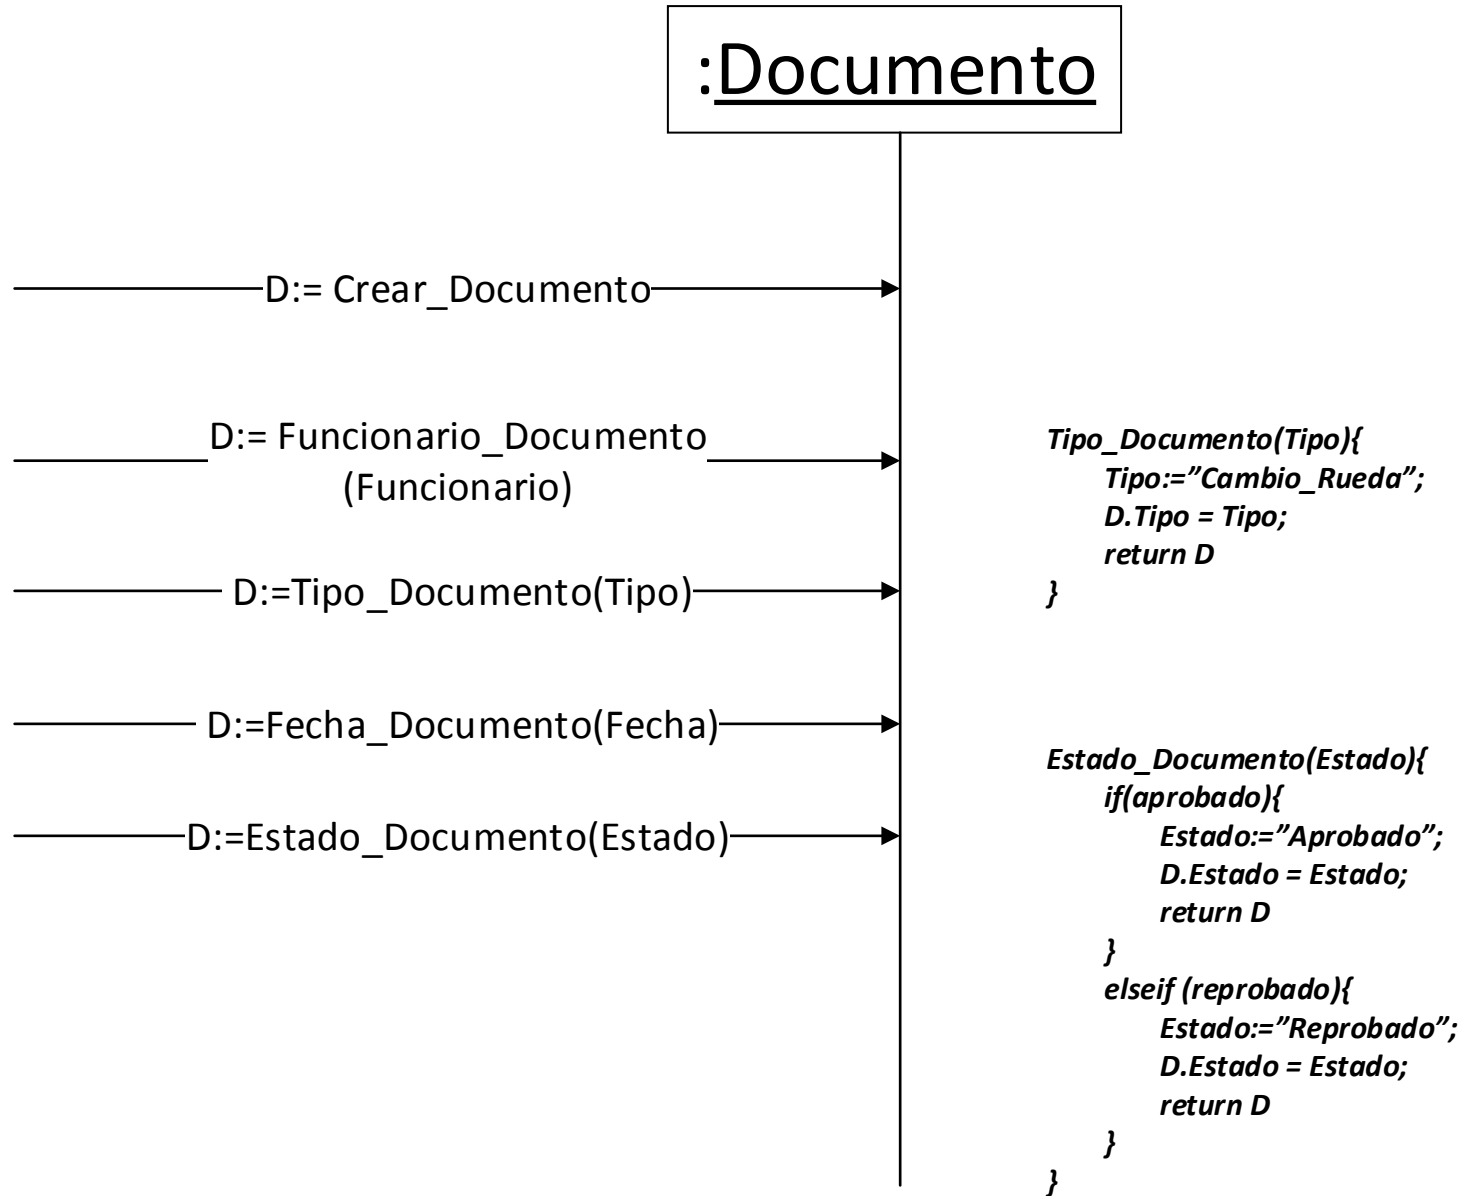 :Documento
D:= Crear_Documento
D:= Funcionario_Documento
(Funcionario)
D:=Tipo_Documento(Tipo)
D:=Fecha_Documento(Fecha)
D:=Estado_Documento(Estado)
Tipo_Documento(Tipo){
Tipo:=”Cambio_Rueda”;
D.Tipo = Tipo;
return D
}
Estado_Documento(Estado){
if(aprobado){
Estado:=”Aprobado”;
D.Estado = Estado;
return D
}
elseif (reprobado){
Estado:=”Reprobado”;
D.Estado = Estado;
return D
}
}